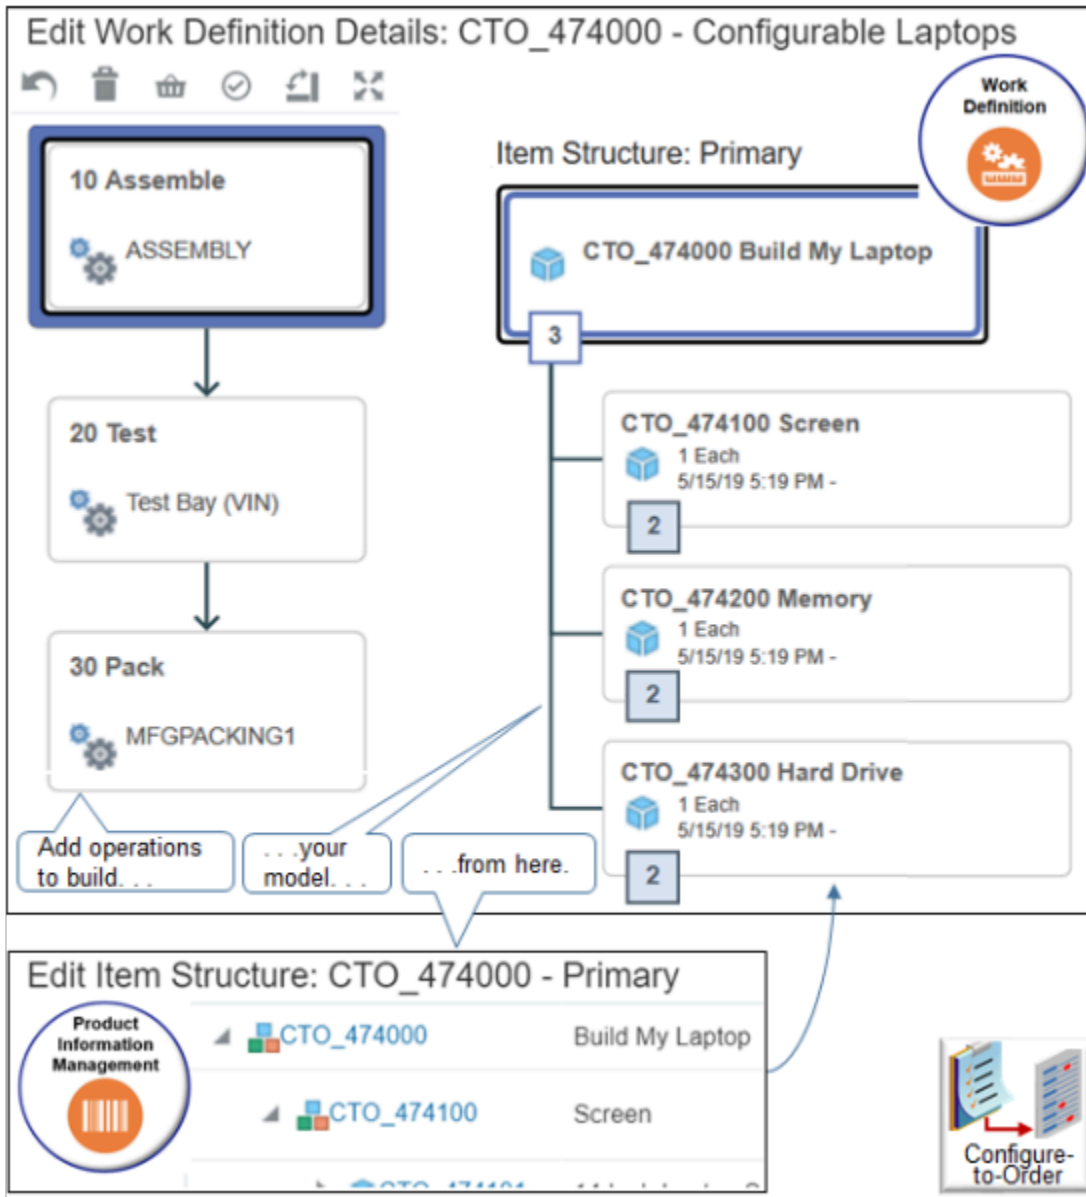 Edit Work Definition Details: CTO_474000 - Configurable Laptops
Work
Definition
10 Assemble
ASSEMBLY
20 Test
Test Bay (VIN)
30 Pack
MFGPACKING1
Item Structure: Primary
CTO_474000 Build My Laptop
3
CTO_474100 Screen
1 Each
5/15/19 5:19 PM -
2
CTO_474200 Memory
1 Each
5/15/19 5:19 PM -
2
CTO_474300 Hard Drive
1 Each
5/15/19 5:19 PM -
2
Add operations
to build. . .
. . .your
model. . .
. . .from here.
Edit Item Structure: CTO_474000 - Primary
Product
Information
Management
CTO_474000 Build My Laptop
CTO_474100 Screen
Configure-
to-Order